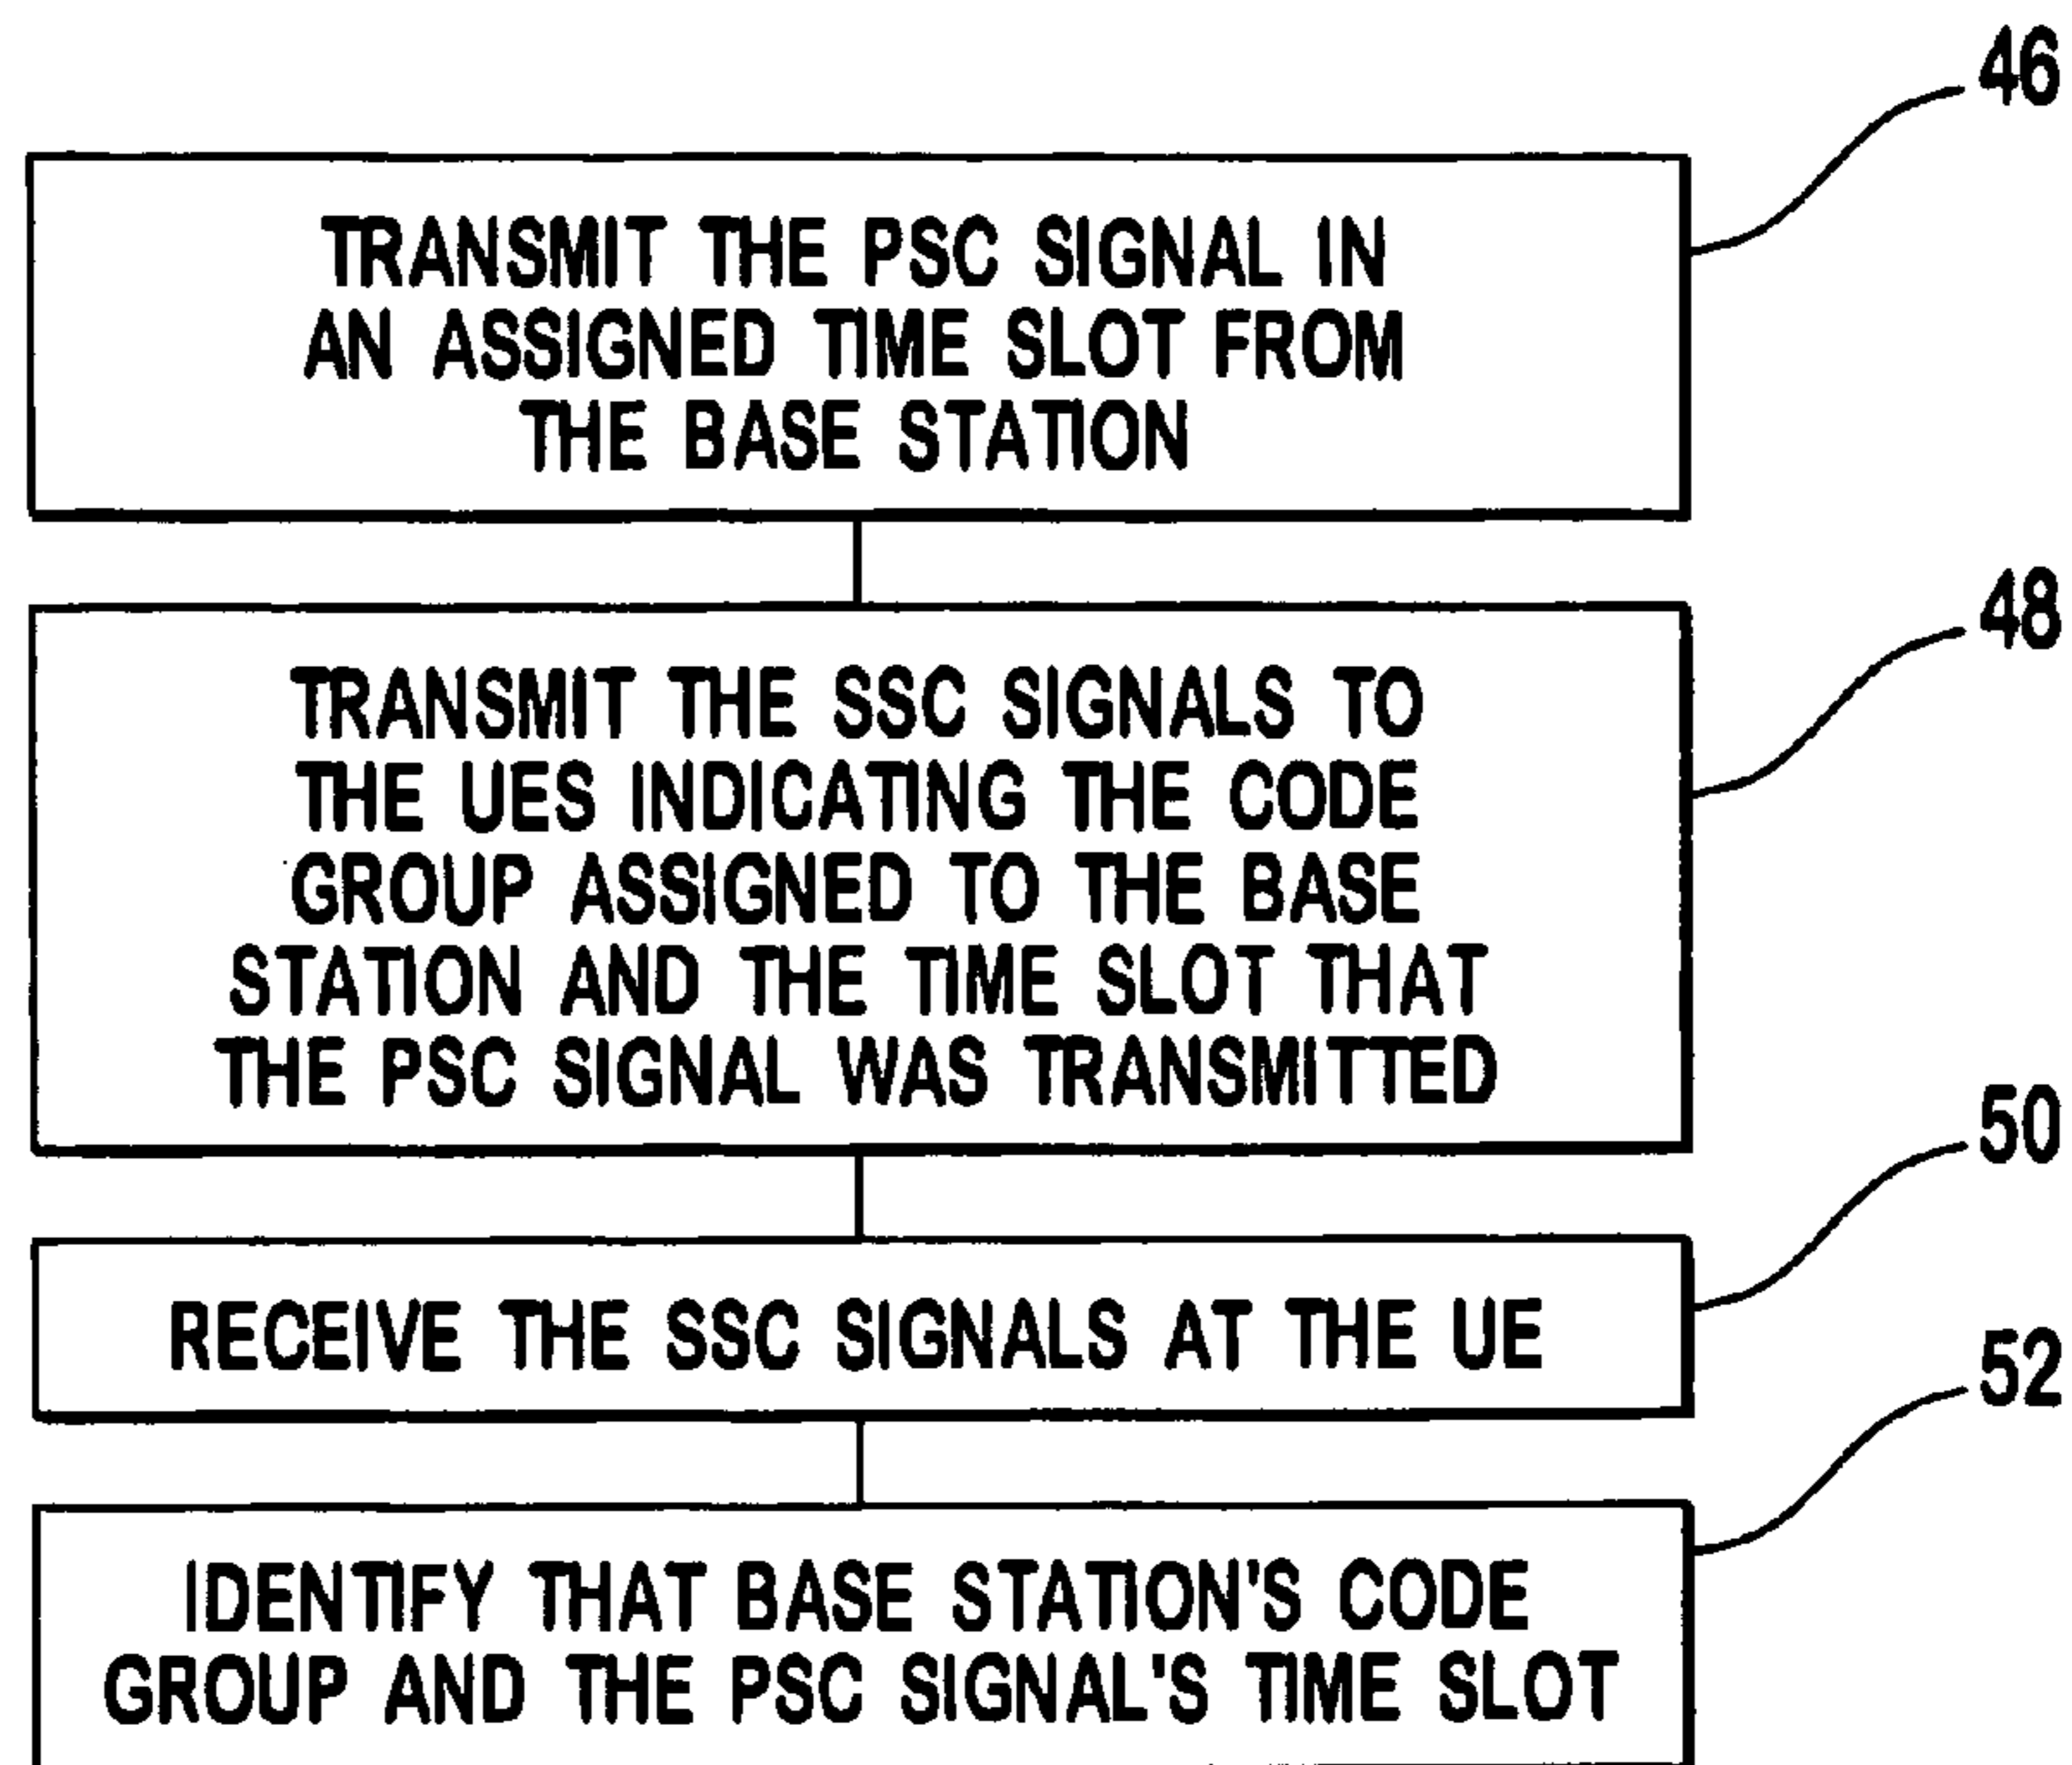 46
TRANSMIT THE PSC SIGNAL IN
AN ASSIGNED TIME SLOT FROM
THE BASE STATION
48
TRANSMIT THE SSC SIGNALS TO
THE UES INDICATING THE CODE
GROUP ASSIGNED TO THE BASE
STATION AND THE TIME SLOT THAT
THE PSC SIGNAL WAS TRANSMITTED
50
RECEIVE THE SSC SIGNALS AT THE UE
52
IDENTIFY THAT BASE STATION'S CODE
GROUP AND THE PSC SIGNAL'S TIME SLOT